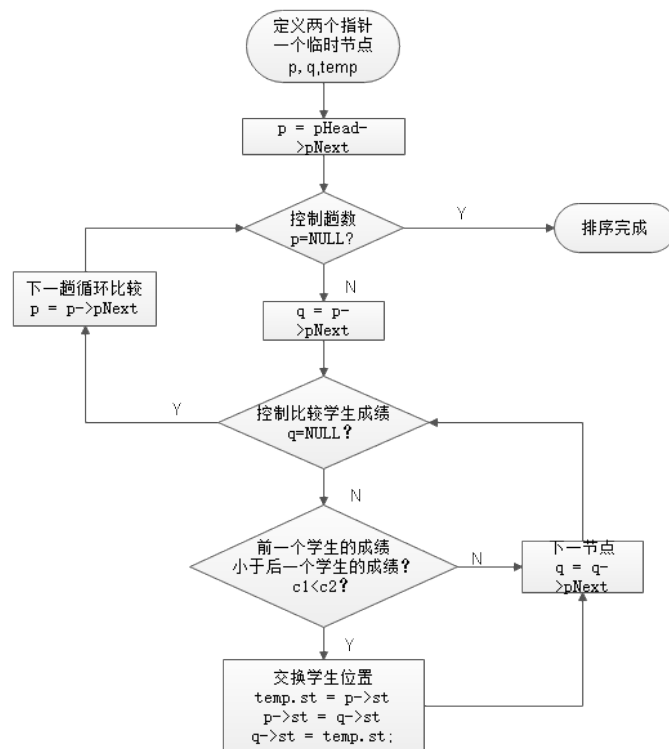 定义两个指针
一个临时节点
p, q,temp
p = pHead-
>pNext
控制趟数
p=NULL?
Y
排序完成
N
下一趟循环比较
p = p->pNext
q = p-
>pNext
Y
控制比较学生成绩
q=NULL?
N
前一个学生的成绩
小于后一个学生的成绩?
c1<c2?
N
下一节点
q = q-
>pNext
Y
交换学生位置
temp.st = p->st
p->st = q->st
q->st = temp.st;